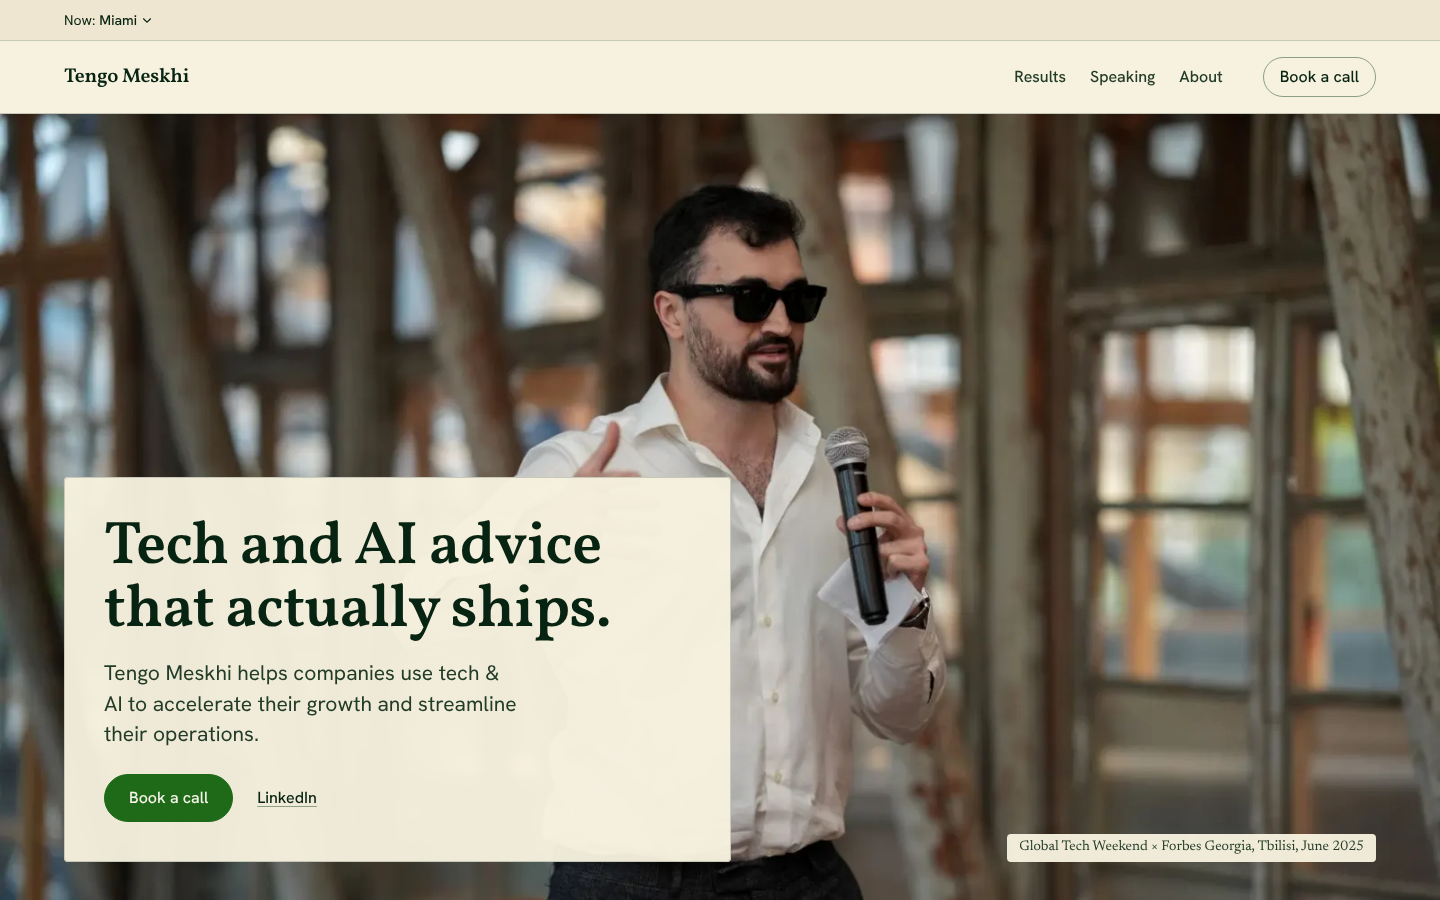 Now: Miami
Tengo Meskhi
Results
Speaking
About
Book a call
Tech and AI advice
that actually ships.
Tengo Meskhi helps companies use tech &
AI to accelerate their growth and streamline
their operations.
Book a call
LinkedIn
Global Tech Weekend × Forbes Georgia, Tbilisi, June 2025